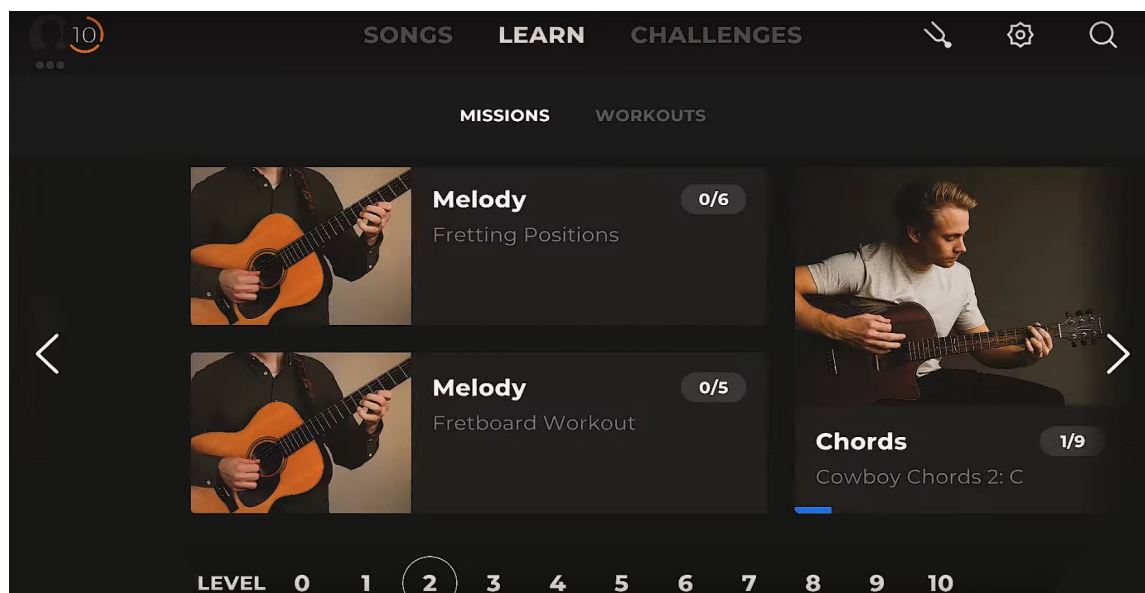 10
SONGS LEARN CHALLENGES
MISSIONS WORKOUTS
Melody 0/6
Fretting Positions
Melody 0/5
Fretboard Workout
Chords 1/9
Cowboy Chords 2: C
LEVEL 0 1 2 3 4 5 6 7 8 9 10